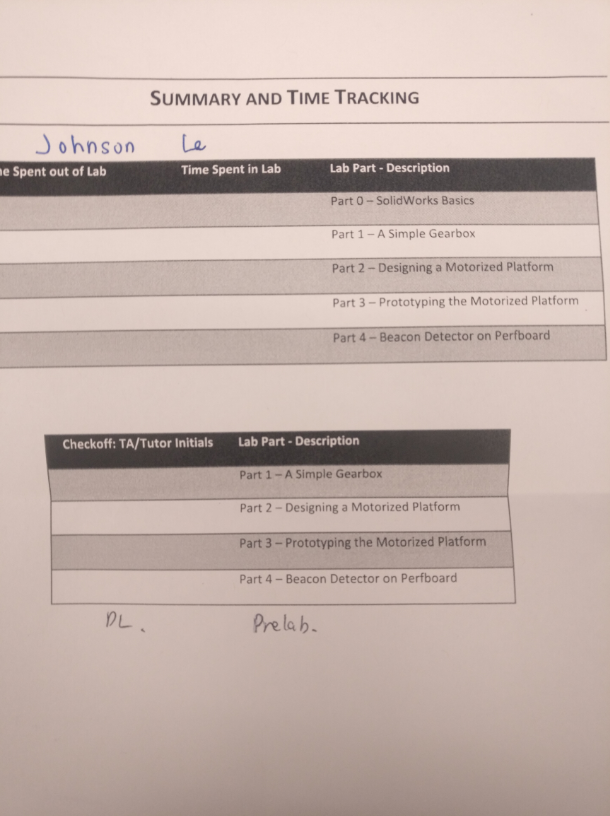 SUMMARY AND TIME TRACKING
Johnson Le
e Spent out of Lab Time Spent in Lab Lab Part - Description
Part 0 – SolidWorks Basics
Part 1 – A Simple Gearbox
Part 2 – Designing a Motorized Platform
Part 3 – Prototyping the Motorized Platform
Part 4 – Beacon Detector on Perfboard
Checkoff: TA/Tutor Initials Lab Part - Description
Part 1 – A Simple Gearbox
Part 2 – Designing a Motorized Platform
Part 3 – Prototyping the Motorized Platform
Part 4 – Beacon Detector on Perfboard
DL. Prelab.